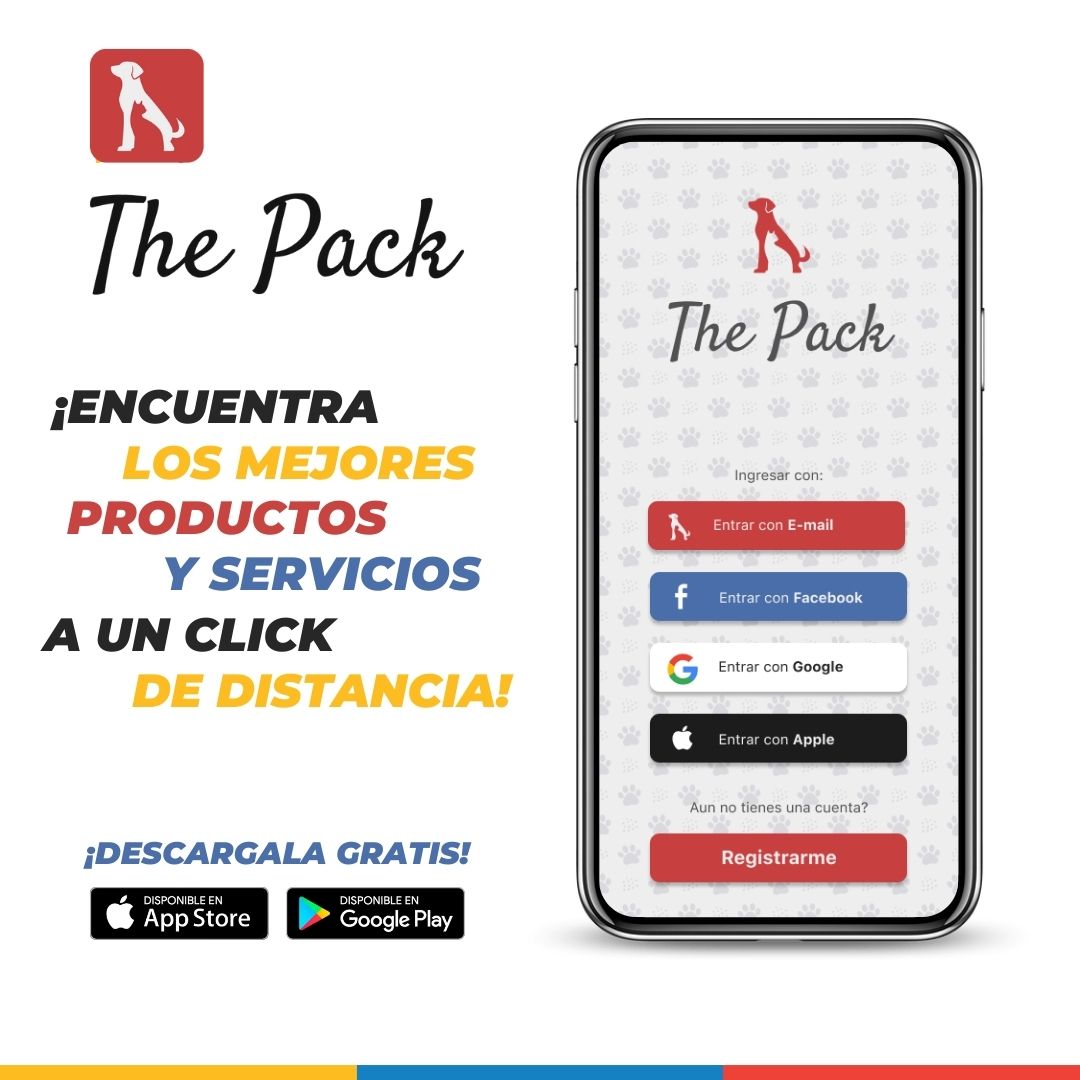 The Pack
¡ENCUENTRA
LOS MEJORES
PRODUCTOS
Y SERVICIOS
A UN CLICK
DE DISTANCIA!
¡DESCARGALA GRATIS!
DISPONIBLE EN
App Store
DISPONIBLE EN
Google Play
The Pack
Ingresar con:
Entrar con E-mail
Entrar con Facebook
Entrar con Google
Entrar con Apple
Aun no tienes una cuenta?
Registrarme